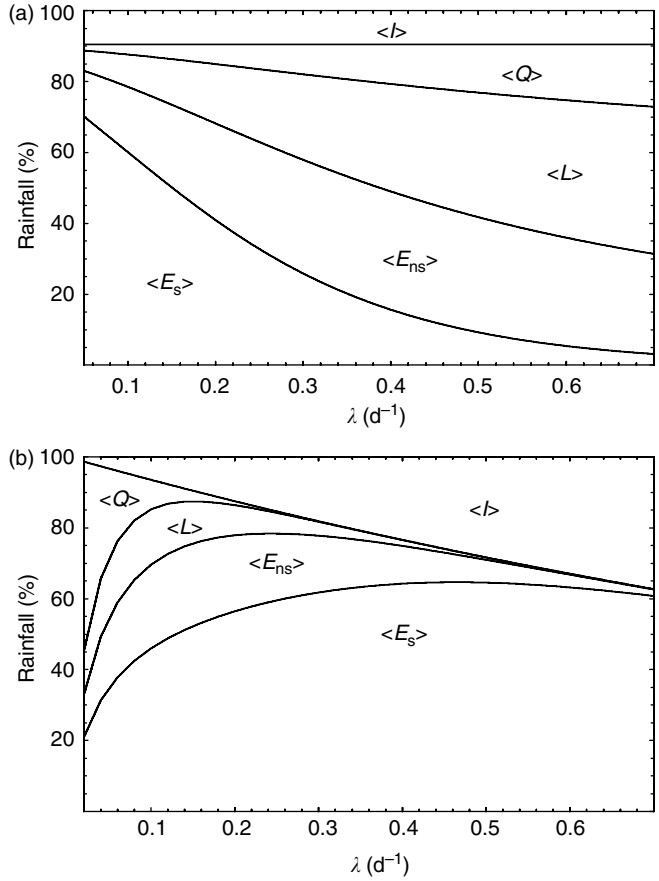 (a)
100
80
60
40
20
Rainfall (%)
<I>
<Q>
<L>
<Ens>
<Es>
0.1 0.2 0.3 0.4 0.5 0.6
λ (d⁻¹)
(b)
100
80
60
40
20
Rainfall (%)
<Q>
<I>
<L>
<Ens>
<Es>
0.1 0.2 0.3 0.4 0.5 0.6
λ (d⁻¹)